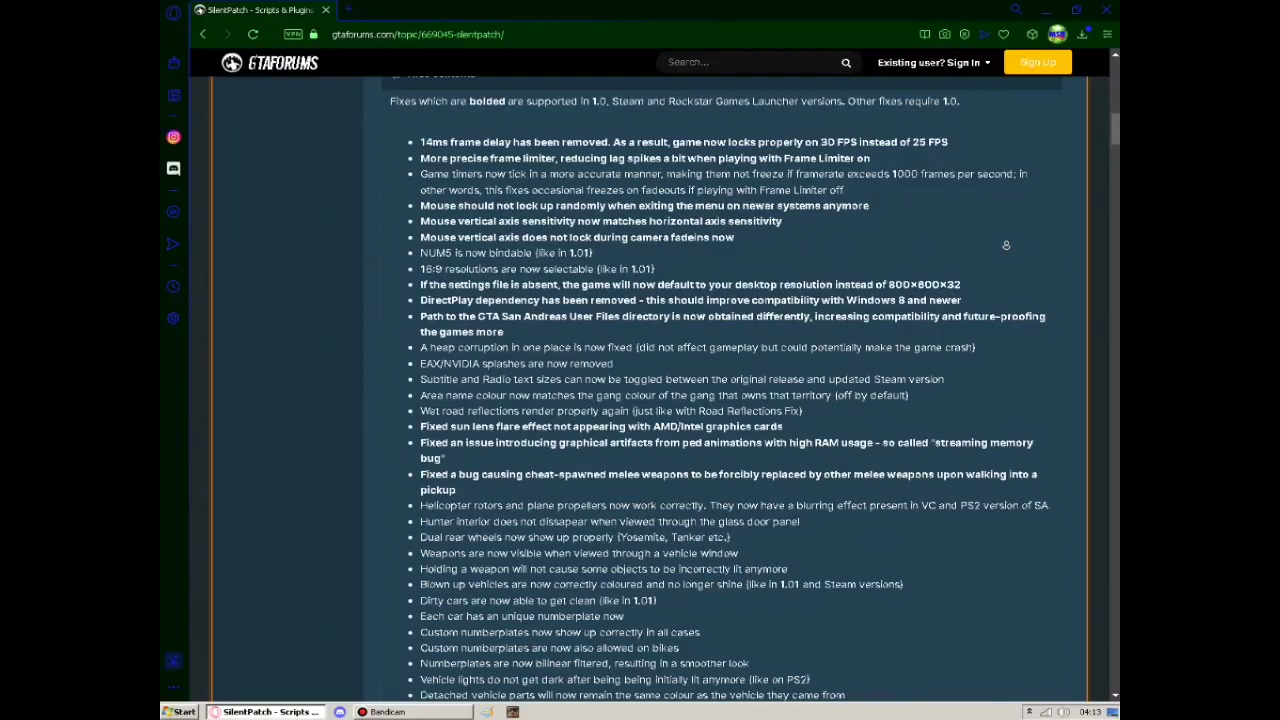 SilentPatch - Scripts & Plugins
VPN
gtaforums.com/topic/669045-silentpatch/
GTAFORUMS
Search...
Existing user? Sign In
Sign Up
Fixes which are bolded are supported in 1.0, Steam and Rockstar Games Launcher versions. Other fixes require 1.0.
14ms frame delay has been removed. As a result, game now locks properly on 30 FPS instead of 25 FPS
More precise frame limiter, reducing lag spikes a bit when playing with Frame Limiter on
Game timers now tick in a more accurate manner, making them not freeze if framerate exceeds 1000 frames per second; in
other words, this fixes occasional freezes on fadeouts if playing with Frame Limiter off
Mouse should not lock up randomly when exiting the menu on newer systems anymore
Mouse vertical axis sensitivity now matches horizontal axis sensitivity
Mouse vertical axis does not lock during camera fadeins now
NUM5 is now bindable (like in 1.01)
16:9 resolutions are now selectable (like in 1.01)
If the settings file is absent, the game will now default to your desktop resolution instead of 800×600×32
DirectPlay dependency has been removed - this should improve compatibility with Windows 8 and newer
Path to the GTA San Andreas User Files directory is now obtained differently, increasing compatibility and future-proofing
the games more
A heap corruption in one place is now fixed (did not affect gameplay but could potentially make the game crash)
EAX/NVIDIA splashes are now removed
Subtitle and Radio text sizes can now be toggled between the original release and updated Steam version
Area name colour now matches the gang colour of the gang that owns that territory (off by default)
Wet road reflections render properly again (just like with Road Reflections Fix)
Fixed sun lens flare effect not appearing with AMD/Intel graphics cards
Fixed an issue introducing graphical artifacts from ped animations with high RAM usage - so called "streaming memory
bug"
Fixed a bug causing cheat-spawned melee weapons to be forcibly replaced by other melee weapons upon walking into a
pickup
Helicopter rotors and plane propellers now work correctly. They now have a blurring effect present in VC and PS2 version of SA
Hunter interior does not dissapear when viewed through the glass door panel
Dual rear wheels now show up properly (Yosemite, Tanker etc.)
Weapons are now visible when viewed through a vehicle window
Holding a weapon will not cause some objects to be incorrectly lit anymore
Blown up vehicles are now correctly coloured and no longer shine (like in 1.01 and Steam versions)
Dirty cars are now able to get clean (like in 1.01)
Each car has an unique numberplate now
Custom numberplates now show up correctly in all cases
Custom numberplates are now also allowed on bikes
Numberplates are now bilinear filtered, resulting in a smoother look
Vehicle lights do not get dark after being being initially lit anymore (like on PS2)
Detached vehicle parts will now remain the same colour as the vehicle they came from
Start
SilentPatch - Scripts ...
Bandicam
04:13